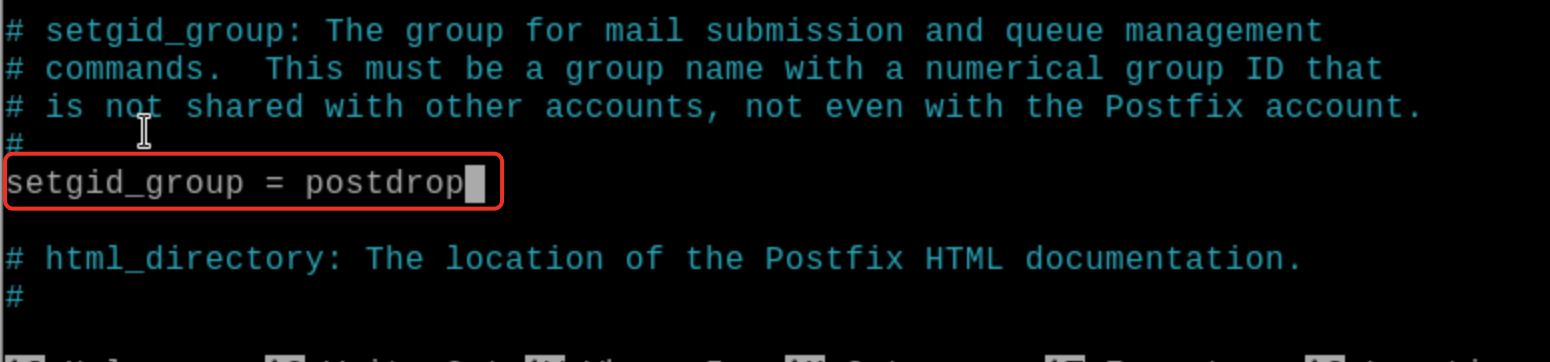 # setgid_group: The group for mail submission and queue management
# commands.  This must be a group name with a numerical group ID that
# is not shared with other accounts, not even with the Postfix account.
#
setgid_group = postdrop
# html_directory: The location of the Postfix HTML documentation.
#